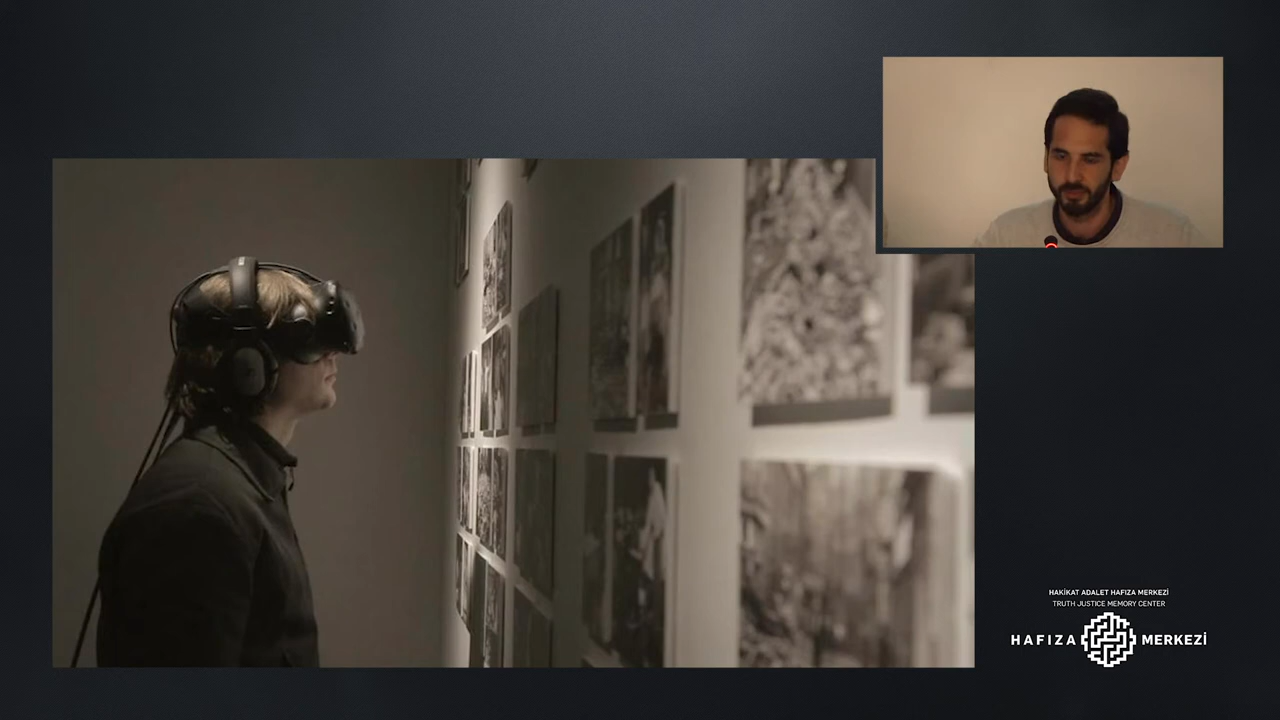 HAKİKAT ADALET HAFIZA MERKEZİ
TRUTH JUSTICE MEMORY CENTER
HAFIZA MERKEZİ